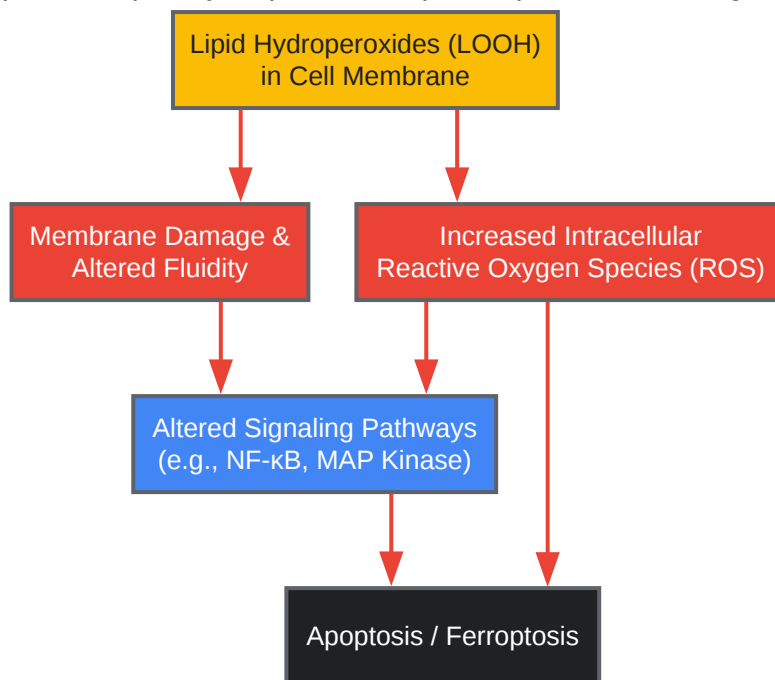 Lipid Hydroperoxides (LOOH)
in Cell Membrane
Membrane Damage &
Altered Fluidity
Increased Intracellular
Reactive Oxygen Species (ROS)
Altered Signaling Pathways
(e.g., NF-κB, MAP Kinase)
Apoptosis / Ferroptosis